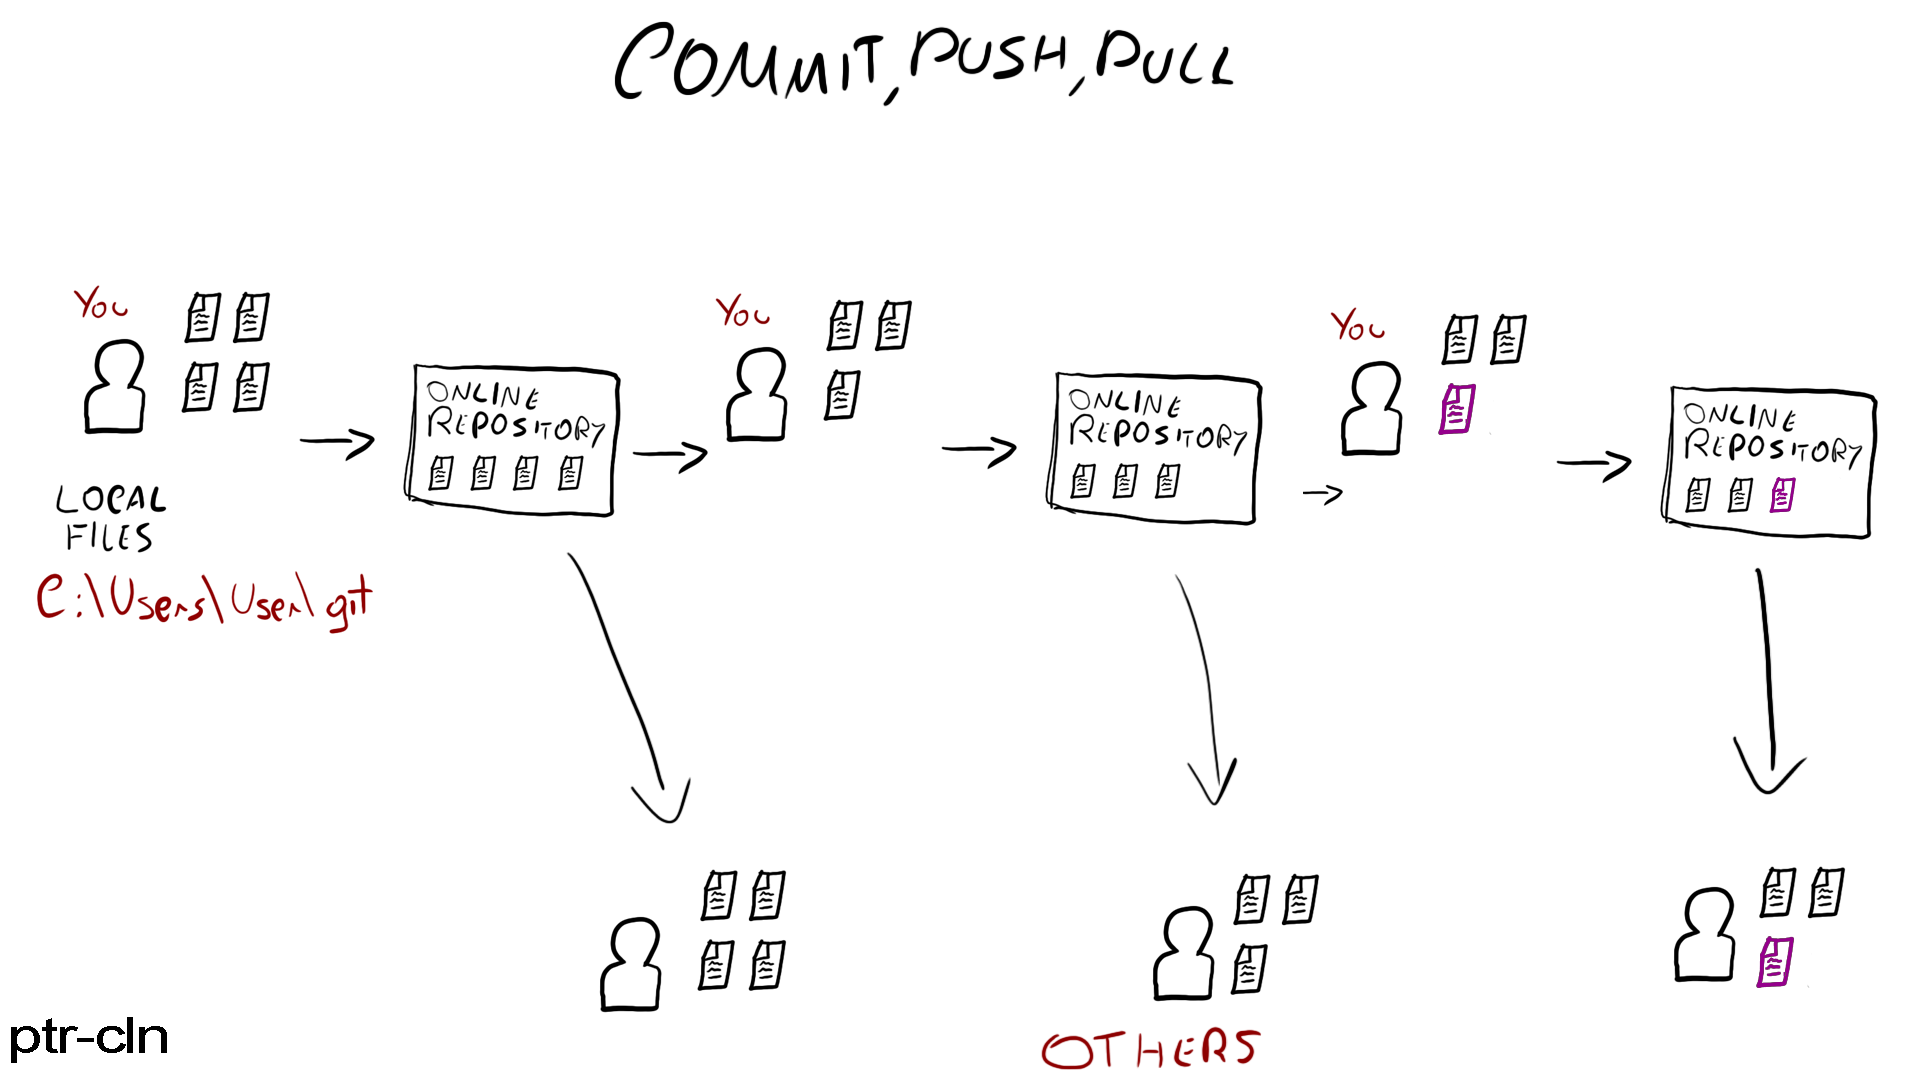 COMMIT, PUSH, PULL
You
You
You
ONLINE
REPOSITORY
ONLINE
REPOSITORY
ONLINE
REPOSITORY
LOCAL
FILES
C:\Users\User\git
OTHERS
ptr-cln